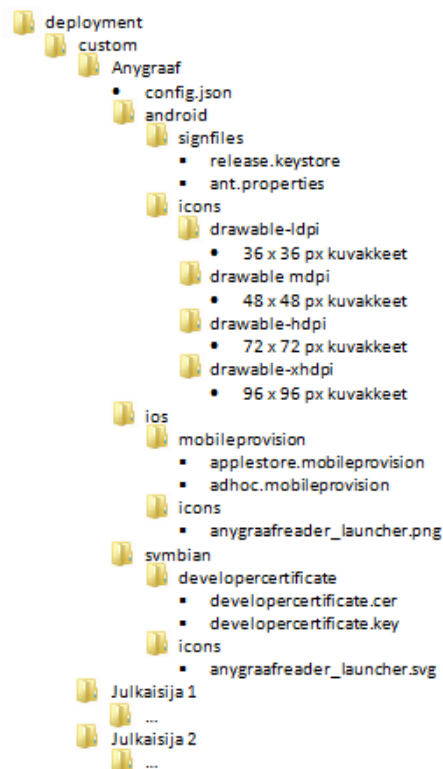 deployment
custom
Anygraaf
• config.json
android
signfiles
▪ release.keystore
▪ ant.properties
icons
drawable-ldpi
• 36 x 36 px kuvakkeet
drawable mdpi
• 48 x 48 px kuvakkeet
drawable-hdpi
• 72 x 72 px kuvakkeet
drawable-xhdpi
• 96 x 96 px kuvakkeet
ios
mobileprovision
▪ applestore.mobileprovision
▪ adhoc.mobileprovision
icons
▪ anygraafreader_launcher.png
symbian
developercertificate
▪ developercertificate.cer
▪ developercertificate.key
icons
▪ anygraafreader_launcher.svg
Julkaisija 1
...
Julkaisija 2
...